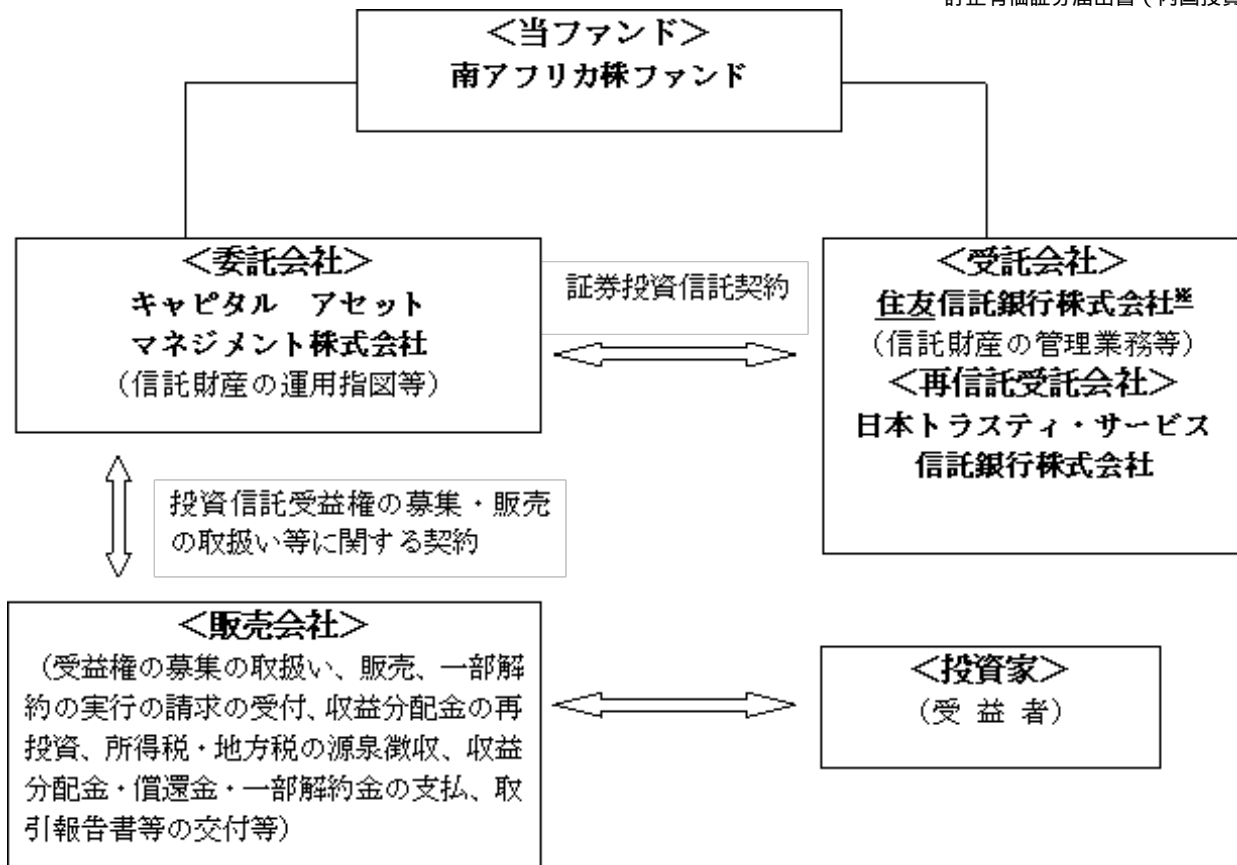 訂正有価証券届出書(内国投資
＜当ファンド＞
南アフリカ株ファンド
＜委託会社＞
キャピタル　アセット
マネジメント株式会社
（信託財産の運用指図等）
証券投資信託契約
＜受託会社＞
住友信託銀行株式会社※
（信託財産の管理業務等）
＜再信託受託会社＞
日本トラスティ・サービス
信託銀行株式会社
投資信託受益権の募集・販売
の取扱い等に関する契約
＜販売会社＞
（受益権の募集の取扱い、販売、一部解
約の実行の請求の受付、収益分配金の再
投資、所得税・地方税の源泉徴収、収益
分配金・償還金・一部解約金の支払、取
引報告書等の交付等）
＜投資家＞
（受 益 者）